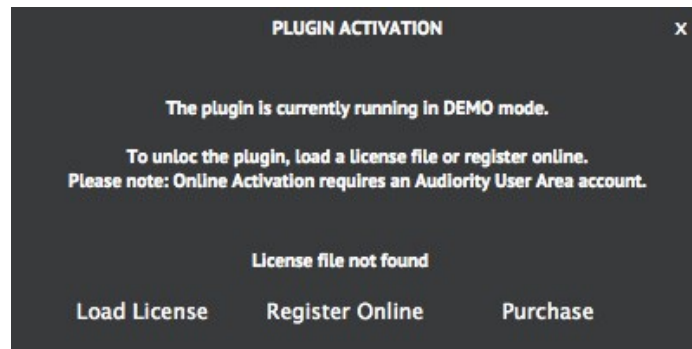 PLUGIN ACTIVATION
x
The plugin is currently running in DEMO mode.
To unloc the plugin, load a license file or register online.
Please note: Online Activation requires an Audiority User Area account.
License file not found
Load License Register Online Purchase